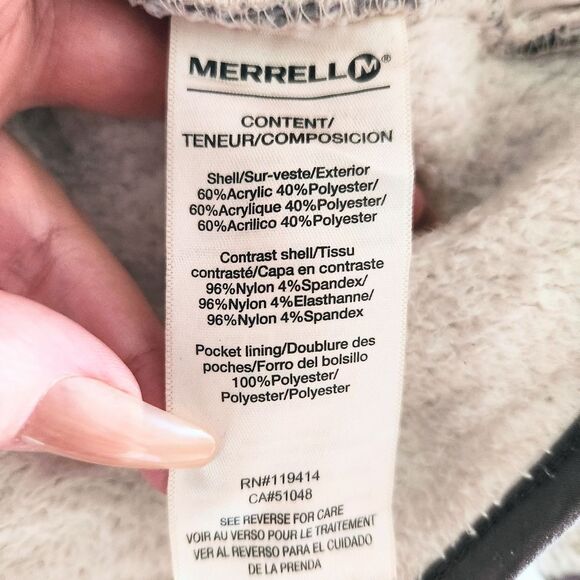 MERRELL M®
CONTENT/
TENEUR/COMPOSICION
Shell/Sur-veste/Exterior
60%Acrylic 40%Polyester/
60%Acrylique 40%Polyester/
60%Acrilico 40%Polyester
Contrast shell/Tissu
contrasté/Capa en contraste
96%Nylon 4%Spandex/
96%Nylon 4%Elasthanne/
96%Nylon 4%Spandex
Pocket lining/Doublure des
poches/Forro del bolsillo
100%Polyester/
Polyester/Polyester
RN#119414
CA#51048
SEE REVERSE FOR CARE
VOIR AU VERSO POUR LE TRAITEMENT
VER AL REVERSO PARA EL CUIDADO
DE LA PRENDA